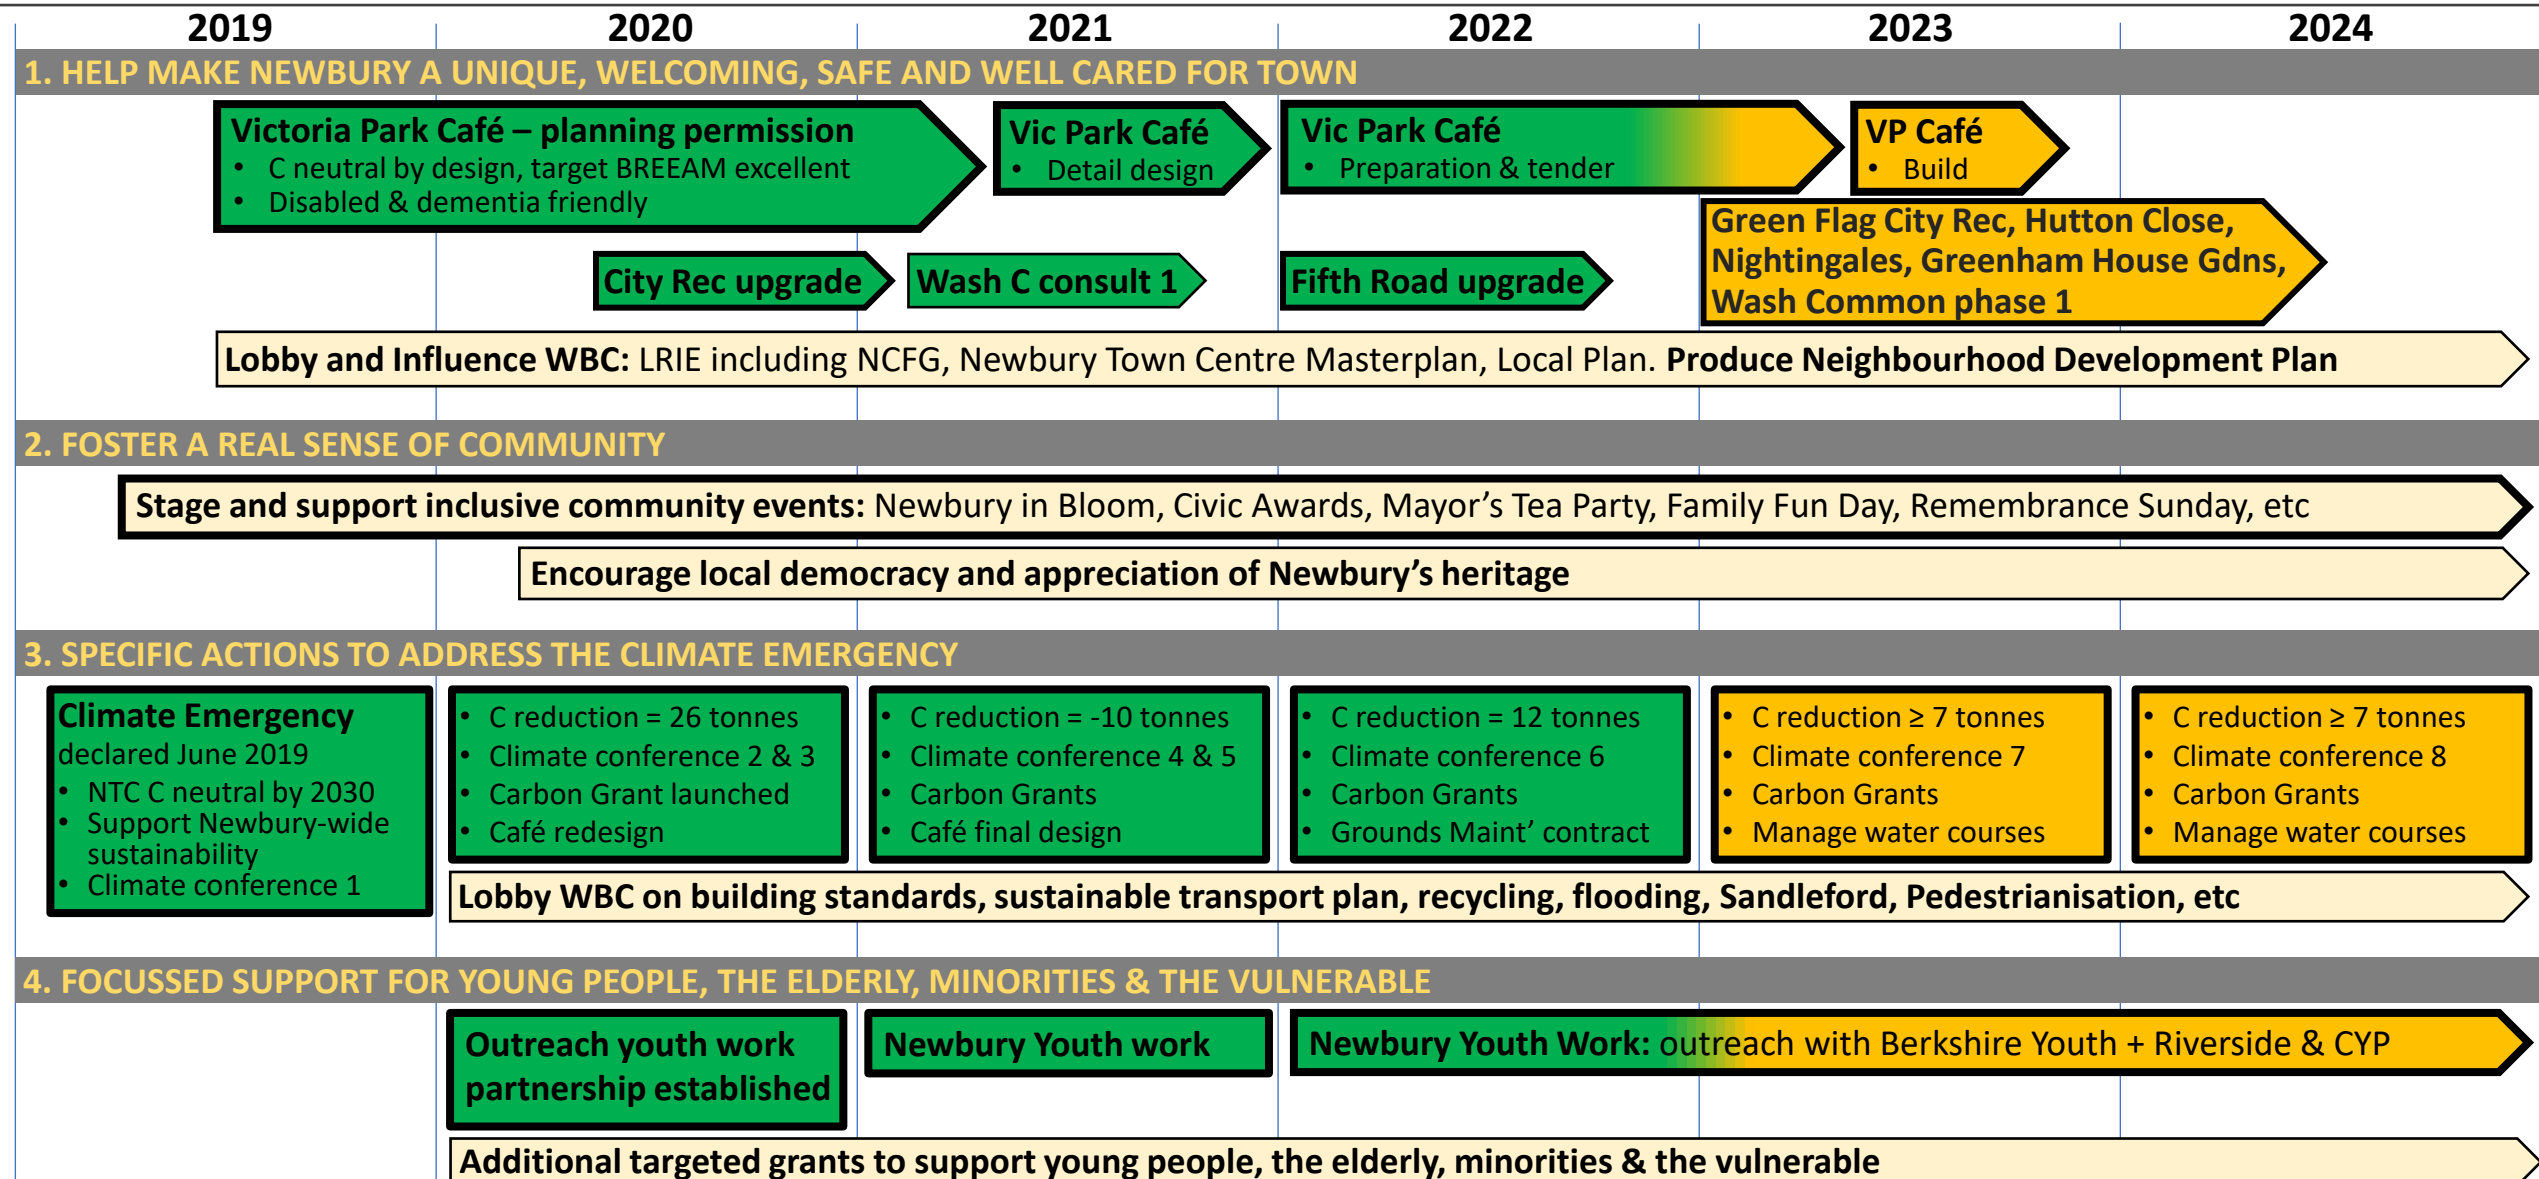 2019 2020 2021 2022 2023 2024
1. HELP MAKE NEWBURY A UNIQUE, WELCOMING, SAFE AND WELL CARED FOR TOWN
Victoria Park Café – planning permission
• C neutral by design, target BREEAM excellent
• Disabled & dementia friendly
Vic Park Café
• Detail design
Vic Park Café
• Preparation & tender
VP Café
• Build
City Rec upgrade
Wash C consult 1
Fifth Road upgrade
Green Flag City Rec, Hutton Close,
Nightingales, Greenham House Gdns,
Wash Common phase 1
Lobby and Influence WBC: LRIE including NCFG, Newbury Town Centre Masterplan, Local Plan. Produce Neighbourhood Development Plan
2. FOSTER A REAL SENSE OF COMMUNITY
Stage and support inclusive community events: Newbury in Bloom, Civic Awards, Mayor’s Tea Party, Family Fun Day, Remembrance Sunday, etc
Encourage local democracy and appreciation of Newbury’s heritage
3. SPECIFIC ACTIONS TO ADDRESS THE CLIMATE EMERGENCY
Climate Emergency
declared June 2019
• NTC C neutral by 2030
• Support Newbury-wide
sustainability
• Climate conference 1
• C reduction = 26 tonnes
• Climate conference 2 & 3
• Carbon Grant launched
• Café redesign
• C reduction = -10 tonnes
• Climate conference 4 & 5
• Carbon Grants
• Café final design
• C reduction = 12 tonnes
• Climate conference 6
• Carbon Grants
• Grounds Maint’ contract
• C reduction ≥ 7 tonnes
• Climate conference 7
• Carbon Grants
• Manage water courses
• C reduction ≥ 7 tonnes
• Climate conference 8
• Carbon Grants
• Manage water courses
Lobby WBC on building standards, sustainable transport plan, recycling, flooding, Sandleford, Pedestrianisation, etc
4. FOCUSSED SUPPORT FOR YOUNG PEOPLE, THE ELDERLY, MINORITIES & THE VULNERABLE
Outreach youth work
partnership established
Newbury Youth work
Newbury Youth Work: outreach with Berkshire Youth + Riverside & CYP
Additional targeted grants to support young people, the elderly, minorities & the vulnerable